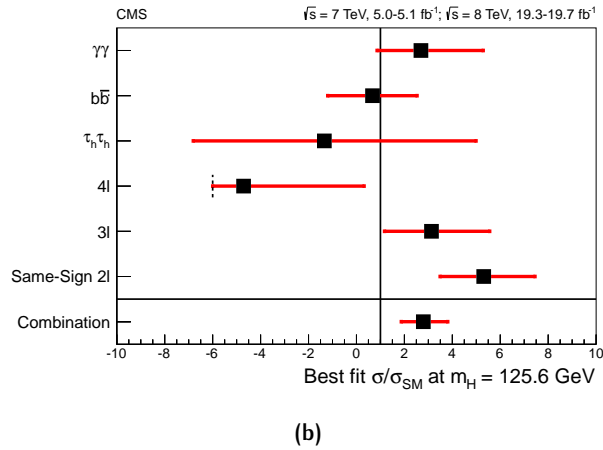 CMS √s = 7 TeV, 5.0-5.1 fb⁻¹; √s = 8 TeV, 19.3-19.7 fb⁻¹
γγ
bb̅
τₕτₕ
4l
3l
Same-Sign 2l
Combination
-10 -8 -6 -4 -2 0 2 4 6 8 10
Best fit σ/σ_SM at m_H = 125.6 GeV
(b)